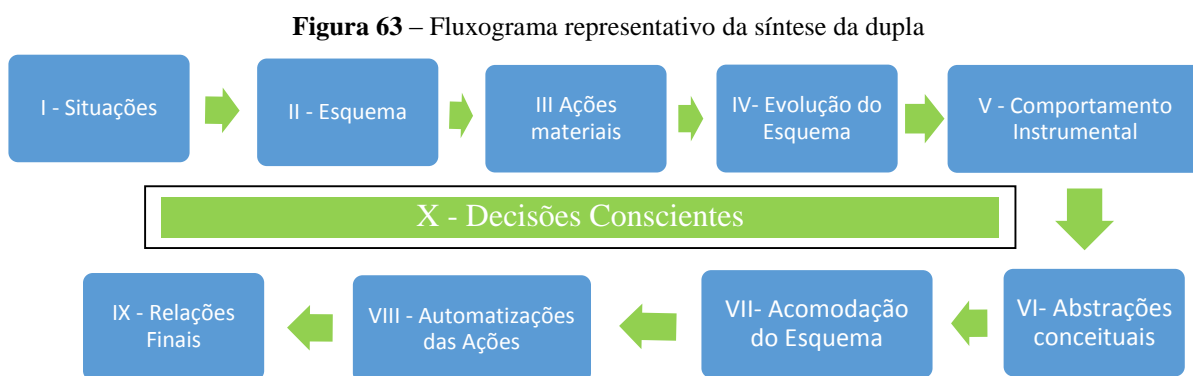 Figura 63 – Fluxograma representativo da síntese da dupla
I - Situações
II - Esquema
III Ações
materiais
IV- Evolução do
Esquema
V - Comportamento
Instrumental
X - Decisões Conscientes
VI- Abstrações
conceituais
VII- Acomodação
do Esquema
VIII - Automatizações
das Ações
IX - Relações
Finais